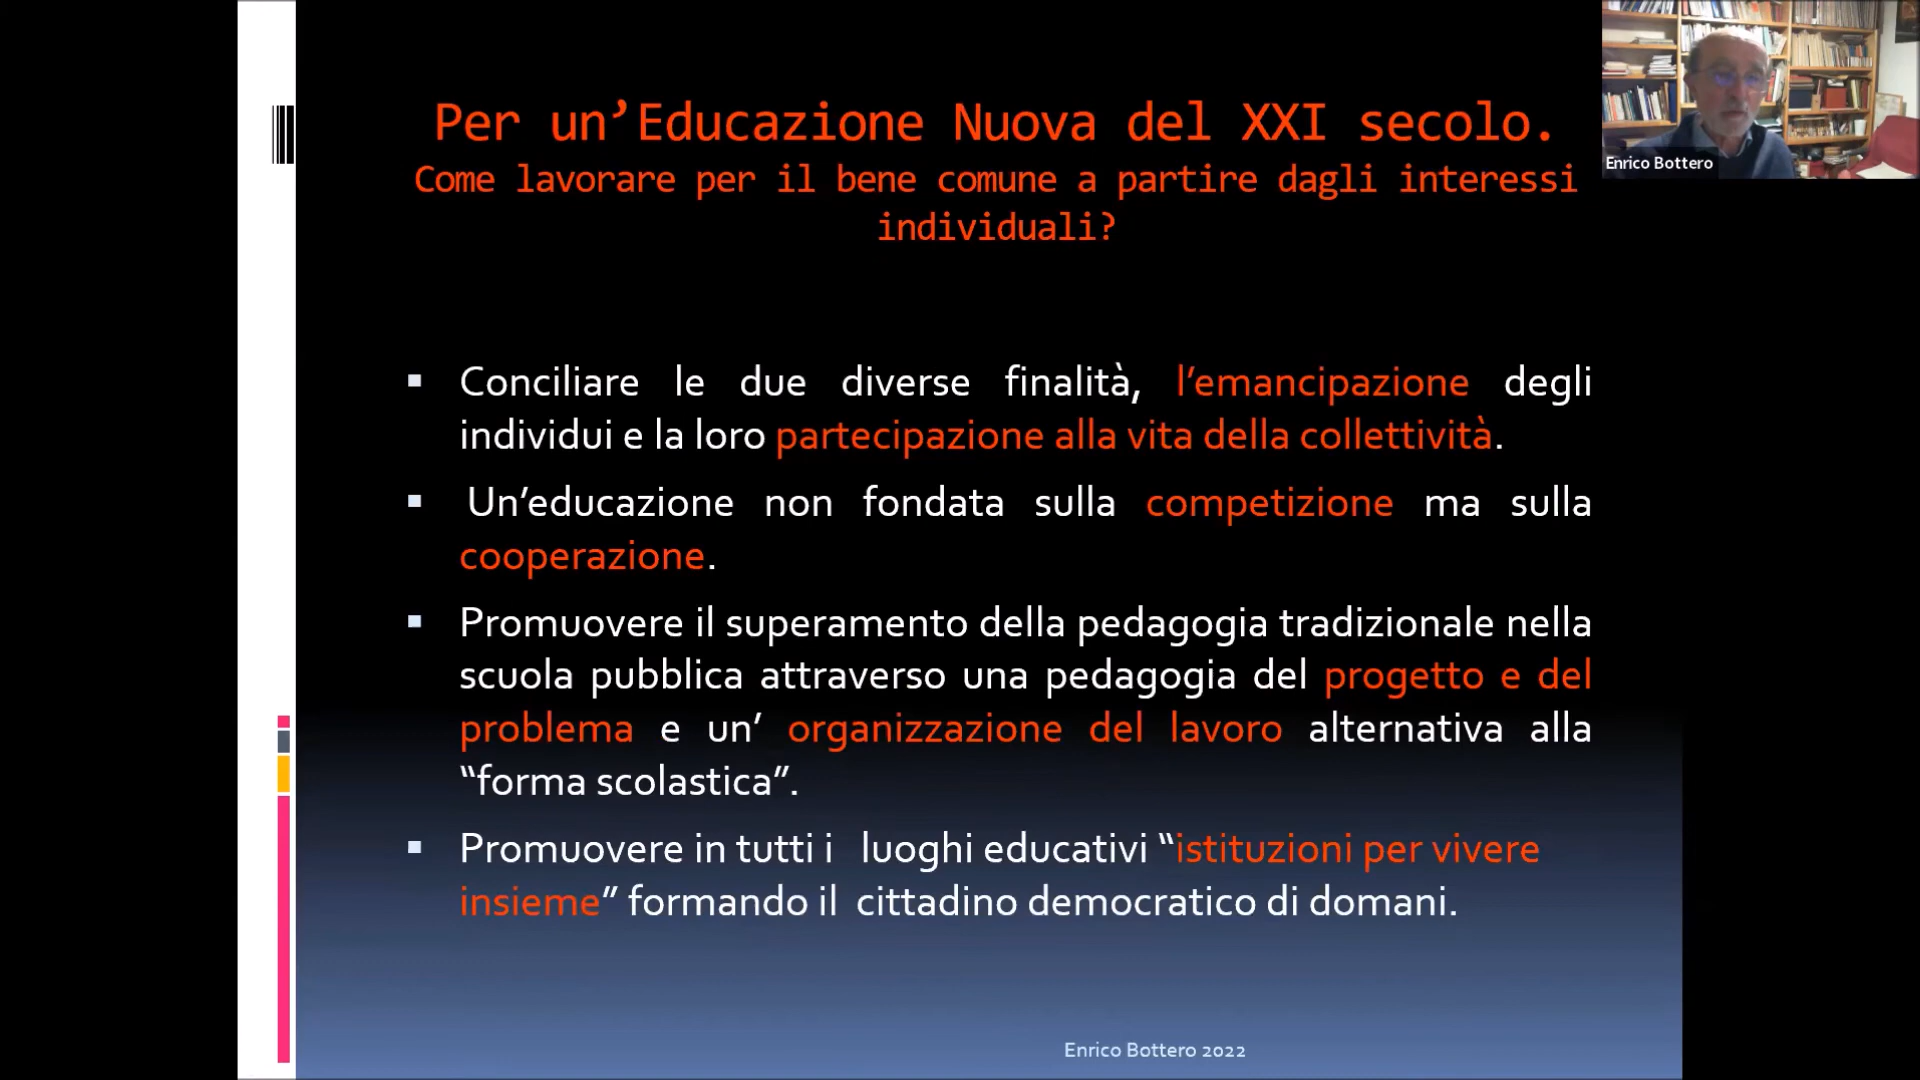 Per un’Educazione Nuova del XXI secolo.
Come lavorare per il bene comune a partire dagli interessi
individuali?
Enrico Bottero
Conciliare le due diverse finalità, l’emancipazione degli
individui e la loro partecipazione alla vita della collettività.
Un’educazione non fondata sulla competizione ma sulla
cooperazione.
Promuovere il superamento della pedagogia tradizionale nella
scuola pubblica attraverso una pedagogia del progetto e del
problema e un’ organizzazione del lavoro alternativa alla
“forma scolastica”.
Promuovere in tutti i luoghi educativi “istituzioni per vivere
insieme” formando il cittadino democratico di domani.
Enrico Bottero 2022